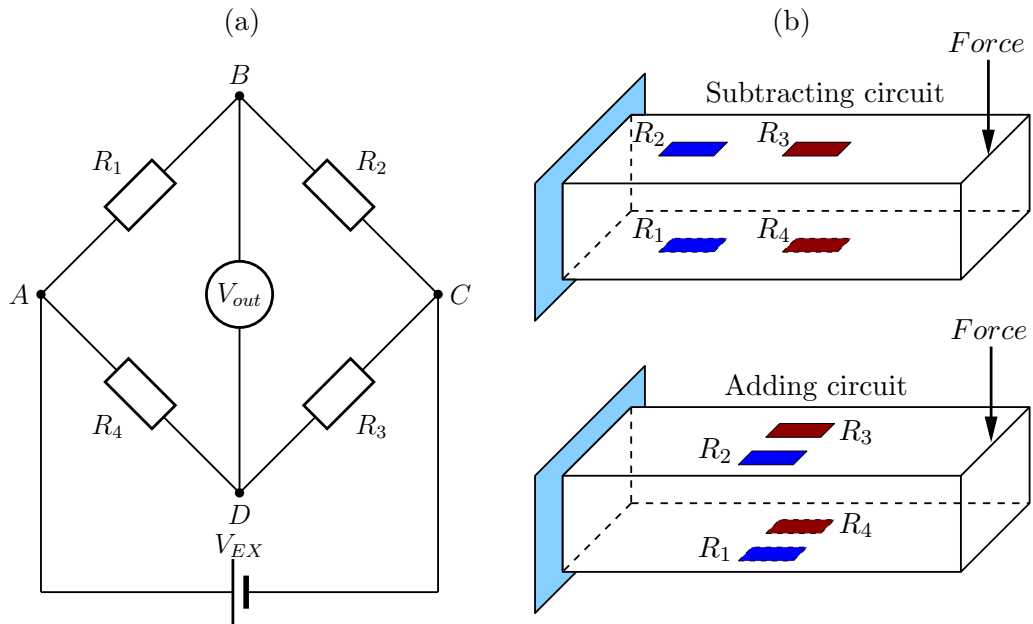 (a)
B
R1
R2
A
Vout
C
R4
R3
D
VEX
(b)
Force
Subtracting circuit
R2
R3
R1
R4
Force
Adding circuit
R3
R2
R4
R1